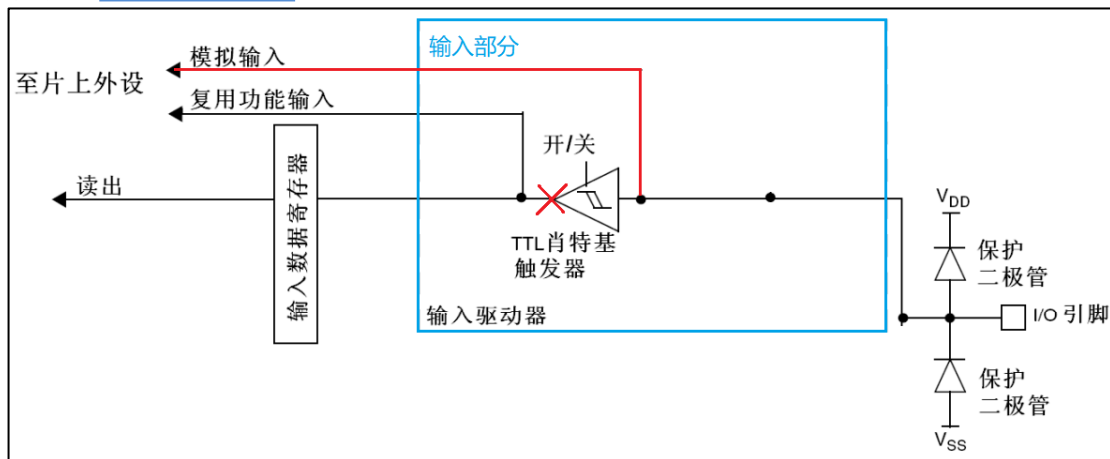 输入部分
模拟输入
至片上外设
复用功能输入
开/关
读出
输入数据寄存器
TTL肖特基
触发器
输入驱动器
VDD
保护
二极管
I/O 引脚
保护
二极管
VSS